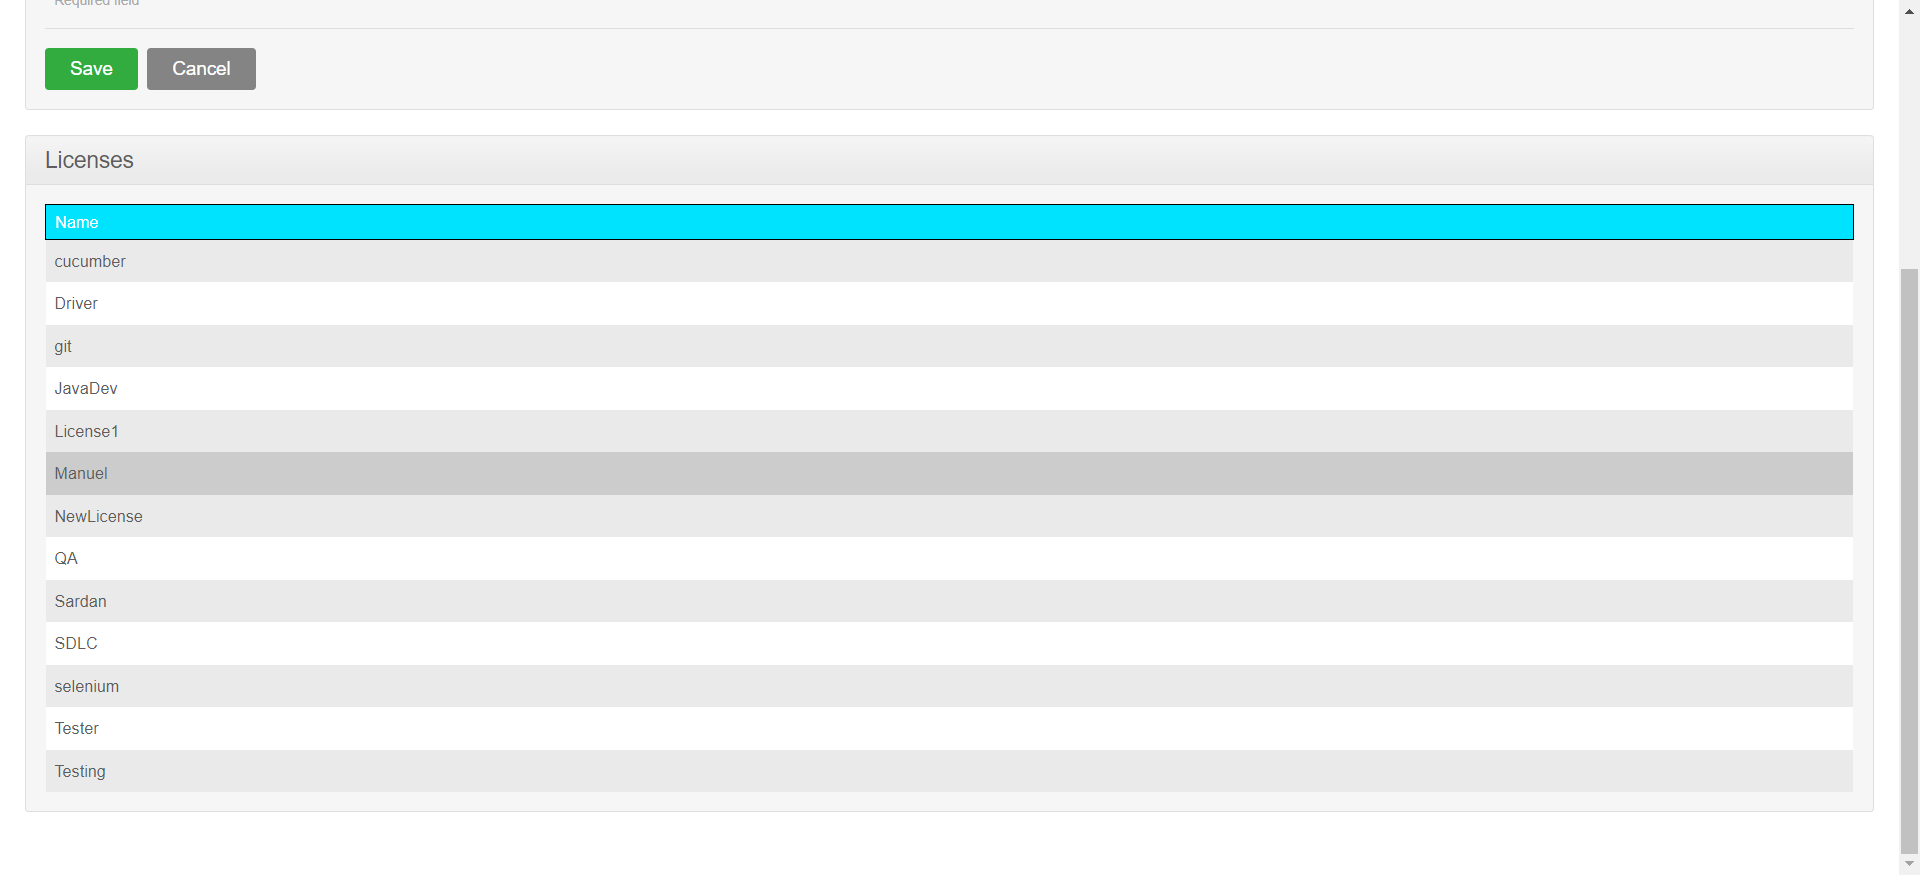 Required field
Save
Cancel
Licenses
Name
cucumber
Driver
git
JavaDev
License1
Manuel
NewLicense
QA
Sardan
SDLC
selenium
Tester
Testing